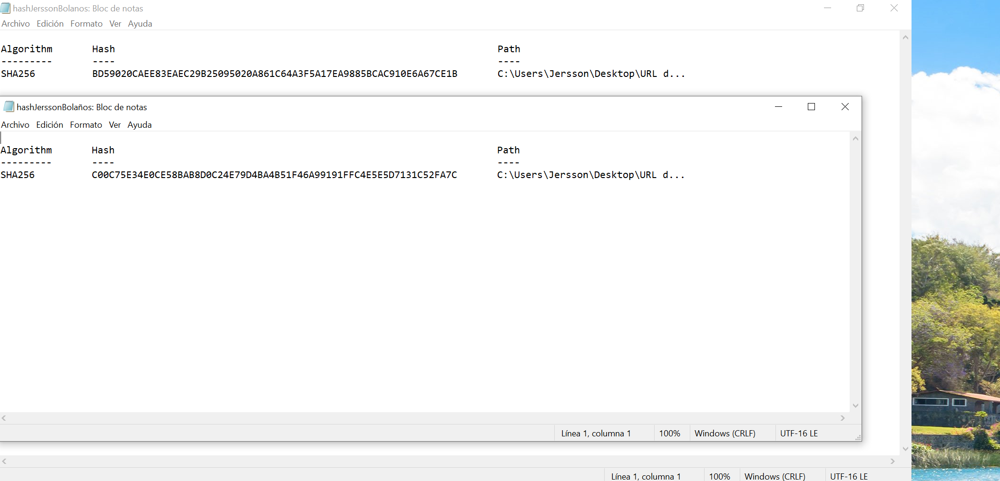 hashJerssonBolanos: Bloc de notas
Archivo Edición Formato Ver Ayuda
Algorithm Hash Path
--------- ---- ----
SHA256 BD59020CAEE83EAEC29B25095020A861C64A3F5A17EA9885BCAC910E6A67CE1B C:\Users\Jersson\Desktop\URL d...
hashJerssonBolaños: Bloc de notas
Archivo Edición Formato Ver Ayuda
Algorithm Hash Path
--------- ---- ----
SHA256 C00C75E34E0CE58BAB8D0C24E79D4BA4B51F46A99191FFC4E5E5D7131C52FA7C C:\Users\Jersson\Desktop\URL d...
Línea 1, columna 1 100% Windows (CRLF) UTF-16 LE
Línea 1, columna 1 100% Windows (CRLF) UTF-16 LE